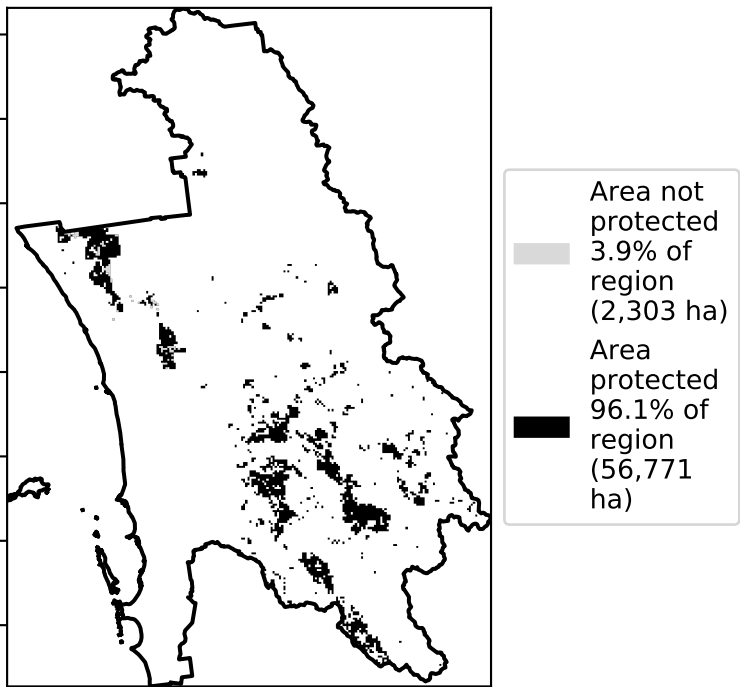 Area not
protected
3.9% of
region
(2,303 ha)
Area
protected
96.1% of
region
(56,771
ha)